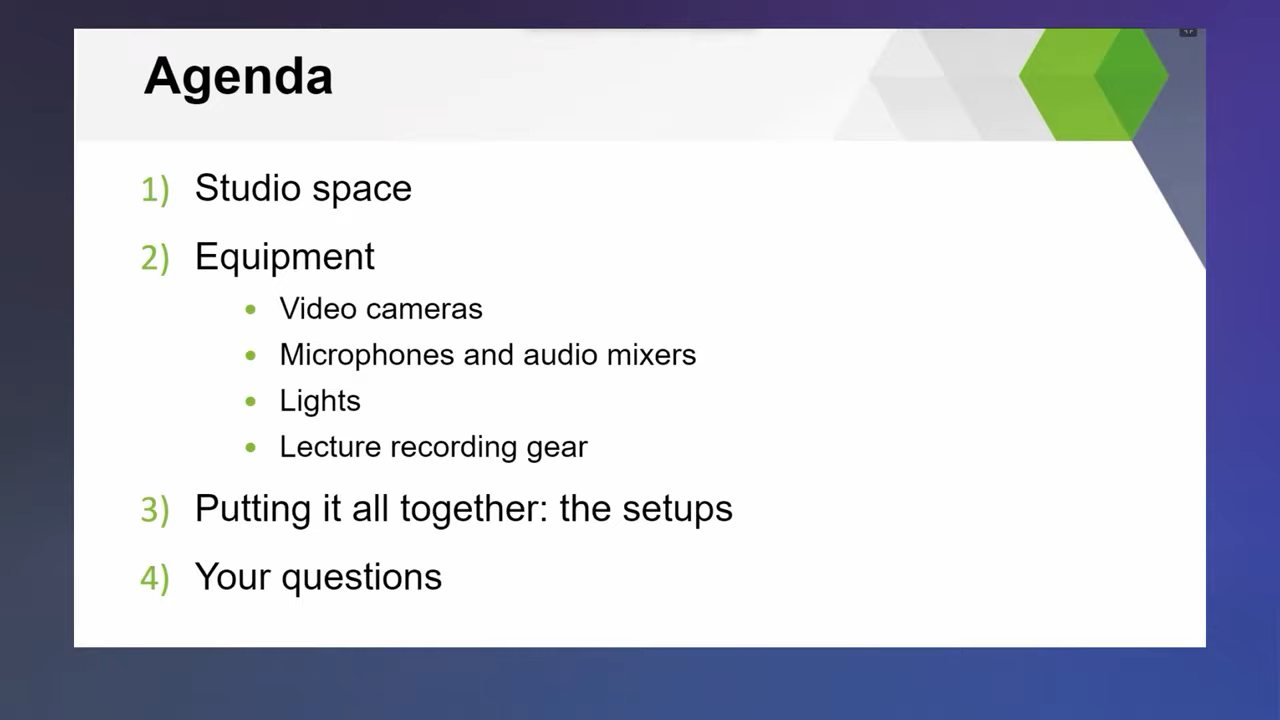 Agenda
1) Studio space
2) Equipment
• Video cameras
• Microphones and audio mixers
• Lights
• Lecture recording gear
3) Putting it all together: the setups
4) Your questions